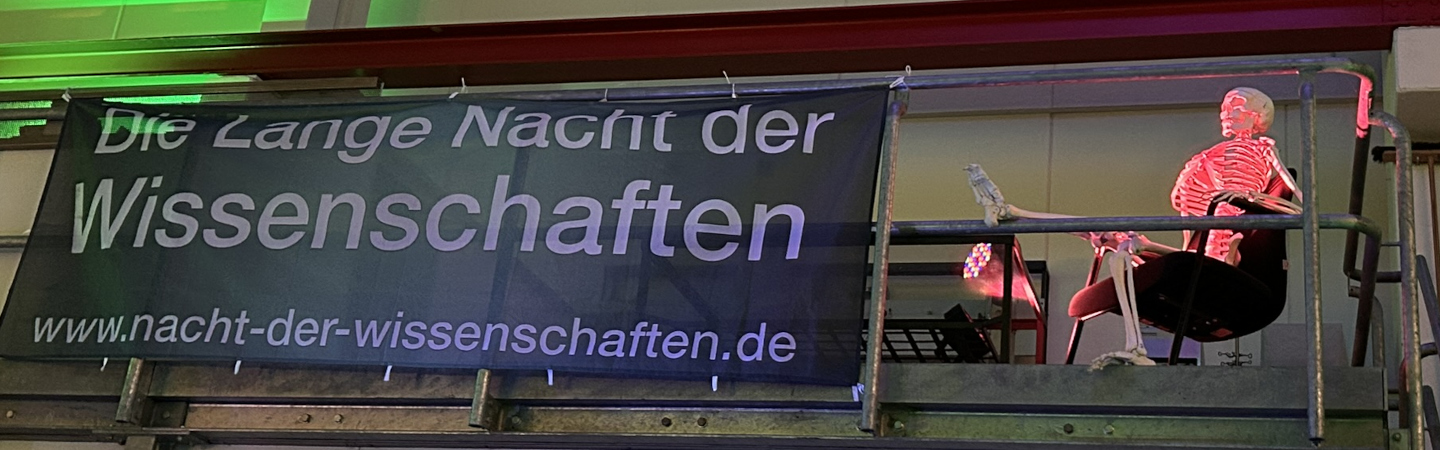 Die Lange Nacht der
Wissenschaften
www.nacht-der-wissenschaften.de